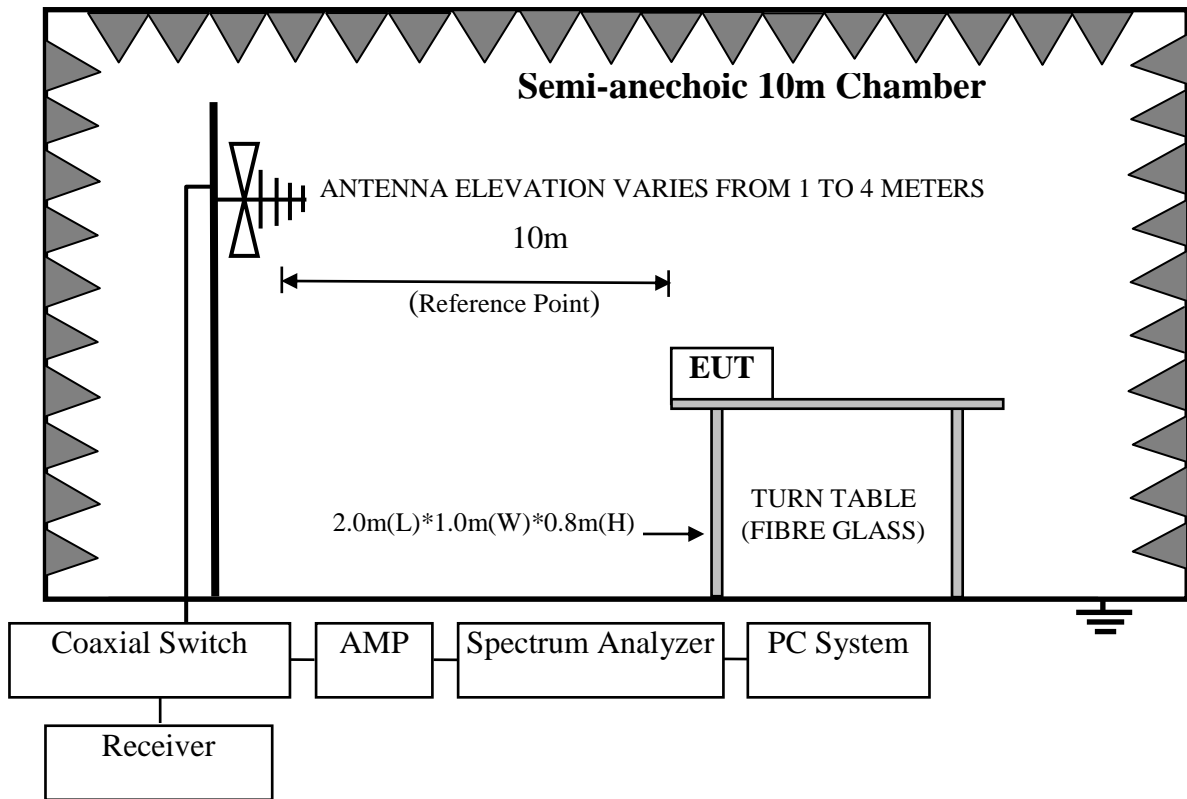 Semi-anechoic 10m Chamber
ANTENNA ELEVATION VARIES FROM 1 TO 4 METERS
10m
(Reference Point)
EUT
TURN TABLE
(FIBRE GLASS)
2.0m(L)*1.0m(W)*0.8m(H)
Coaxial Switch
AMP
Spectrum Analyzer
PC System
Receiver